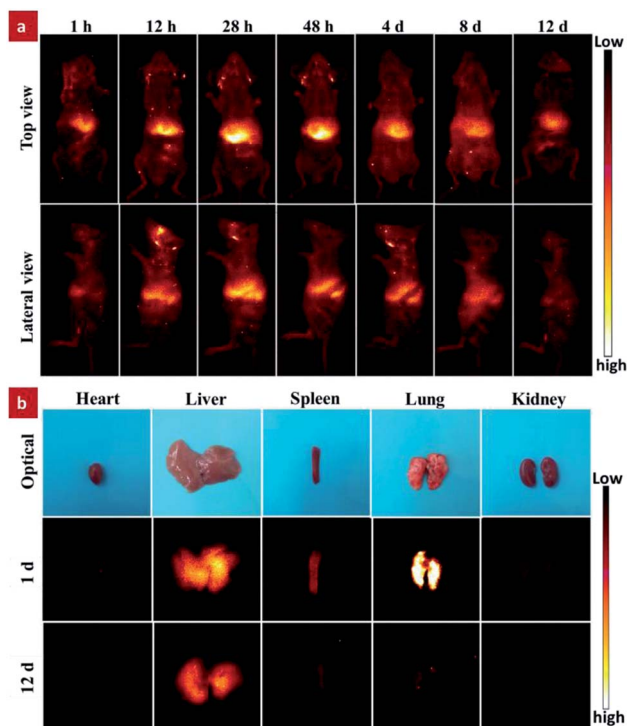 a
1 h 12 h 28 h 48 h 4 d 8 d 12 d
Low
Top view
Lateral view
high
b
Heart Liver Spleen Lung Kidney
Optical
Low
1 d
12 d
high